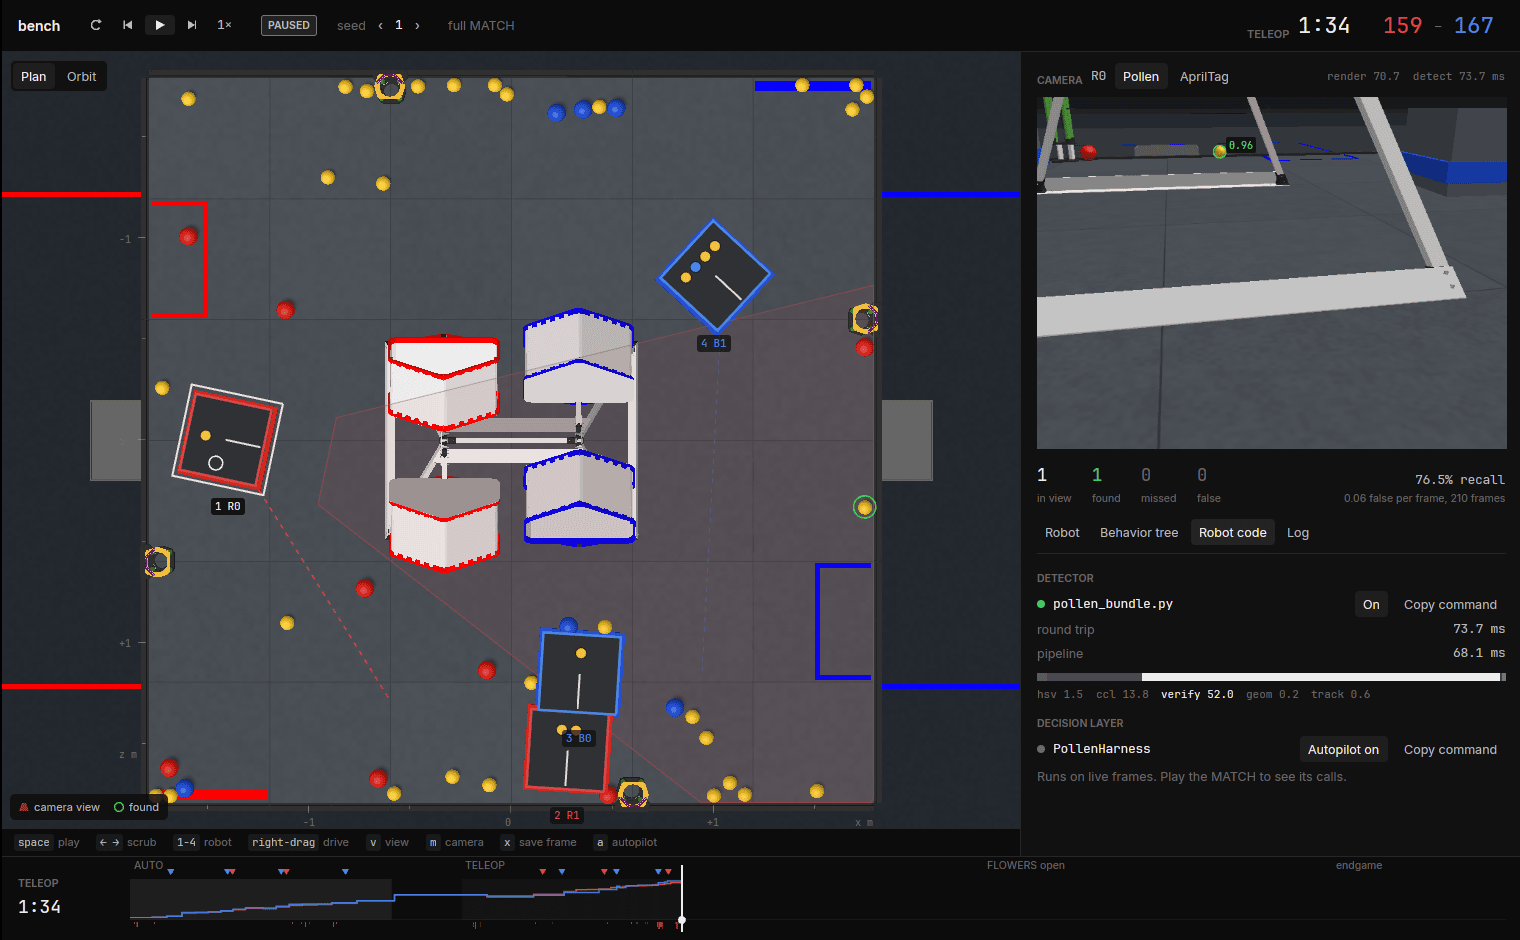 bench
1×
PAUSED
seed ‹ 1 ›
full MATCH
TELEOP 1:34 159 – 167
Plan Orbit
CAMERA R0 Pollen AprilTag render 70.7 detect 73.7 ms
0.96
-1
4 B1
1 R0
+1
3 B0
z m
2 R1
-1 0 +1 x m
camera view found
1 in view
1 found
0 missed
0 false
76.5% recall
0.06 false per frame, 210 frames
Robot Behavior tree Robot code Log
DETECTOR
pollen_bundle.py On Copy command
round trip 73.7 ms
pipeline 68.1 ms
hsv 1.5 ccl 13.8 verify 52.0 geom 0.2 track 0.6
DECISION LAYER
PollenHarness Autopilot on Copy command
Runs on live frames. Play the MATCH to see its calls.
space play ← → scrub 1-4 robot right-drag drive v view m camera x save frame a autopilot
AUTO TELEOP FLOWERS open endgame
TELEOP
1:34